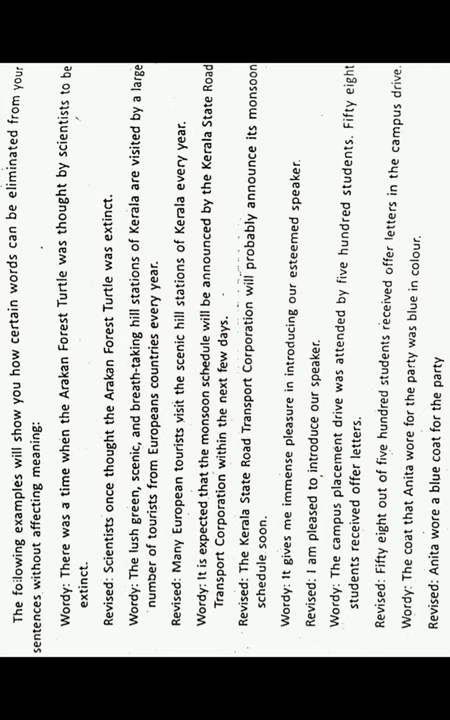 The following examples will show you how certain words can be eliminated from your
sentences without affecting meaning:
Wordy: There was a time when the Arakan Forest Turtle was thought by scientists to be
extinct.
Revised: Scientists once thought the Arakan Forest Turtle was extinct.
Wordy: The lush green, scenic, and breath-taking hill stations of Kerala are visited by a large
number of tourists from Europeans countries every year.
Revised: Many European tourists visit the scenic hill stations of Kerala every year.
Wordy: It is expected that the monsoon schedule will be announced by the Kerala State Road
Transport Corporation within the next few days.
Revised: The Kerala State Road Transport Corporation will probably announce its monsoon
schedule soon.
Wordy: It gives me immense pleasure in introducing our esteemed speaker.
Revised: I am pleased to introduce our speaker.
Wordy: The campus placement drive was attended by five hundred students. Fifty eight
students received offer letters.
Revised: Fifty eight out of five hundred students received offer letters in the campus drive.
Wordy: The coat that Anita wore for the party was blue in colour.
Revised: Anita wore a blue coat for the party